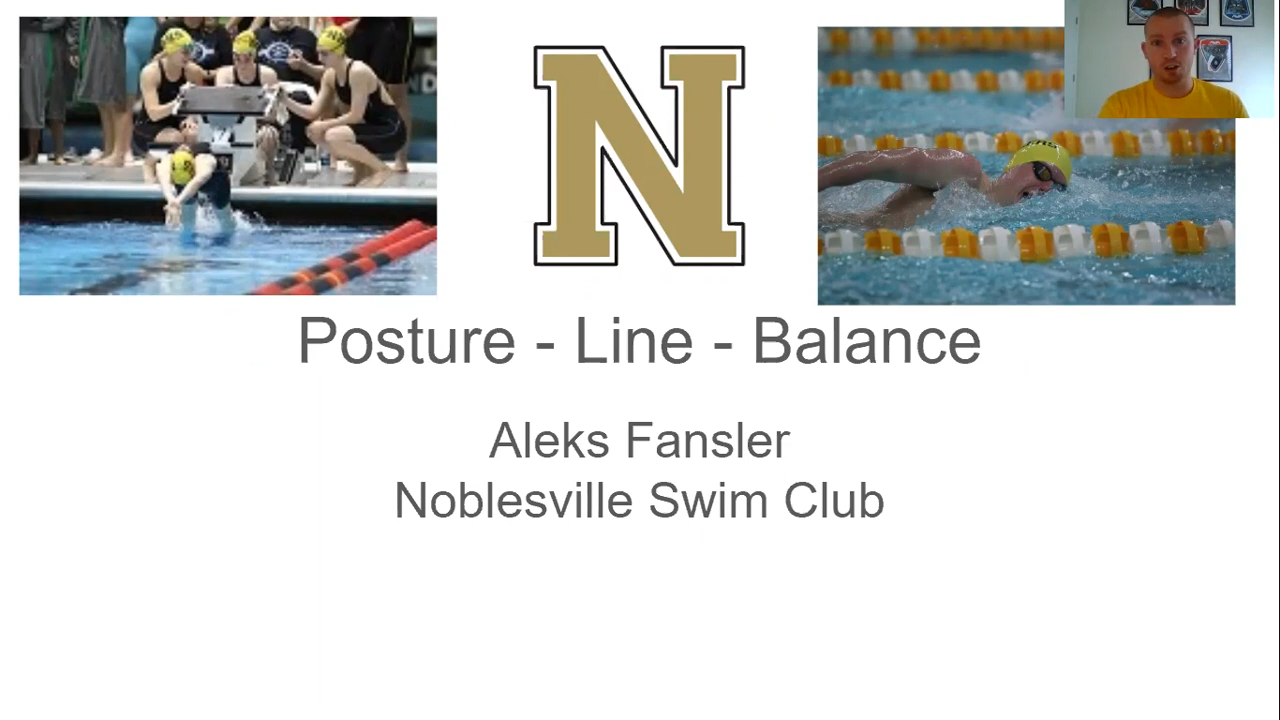 N
Posture - Line - Balance
Aleks Fansler
Noblesville Swim Club